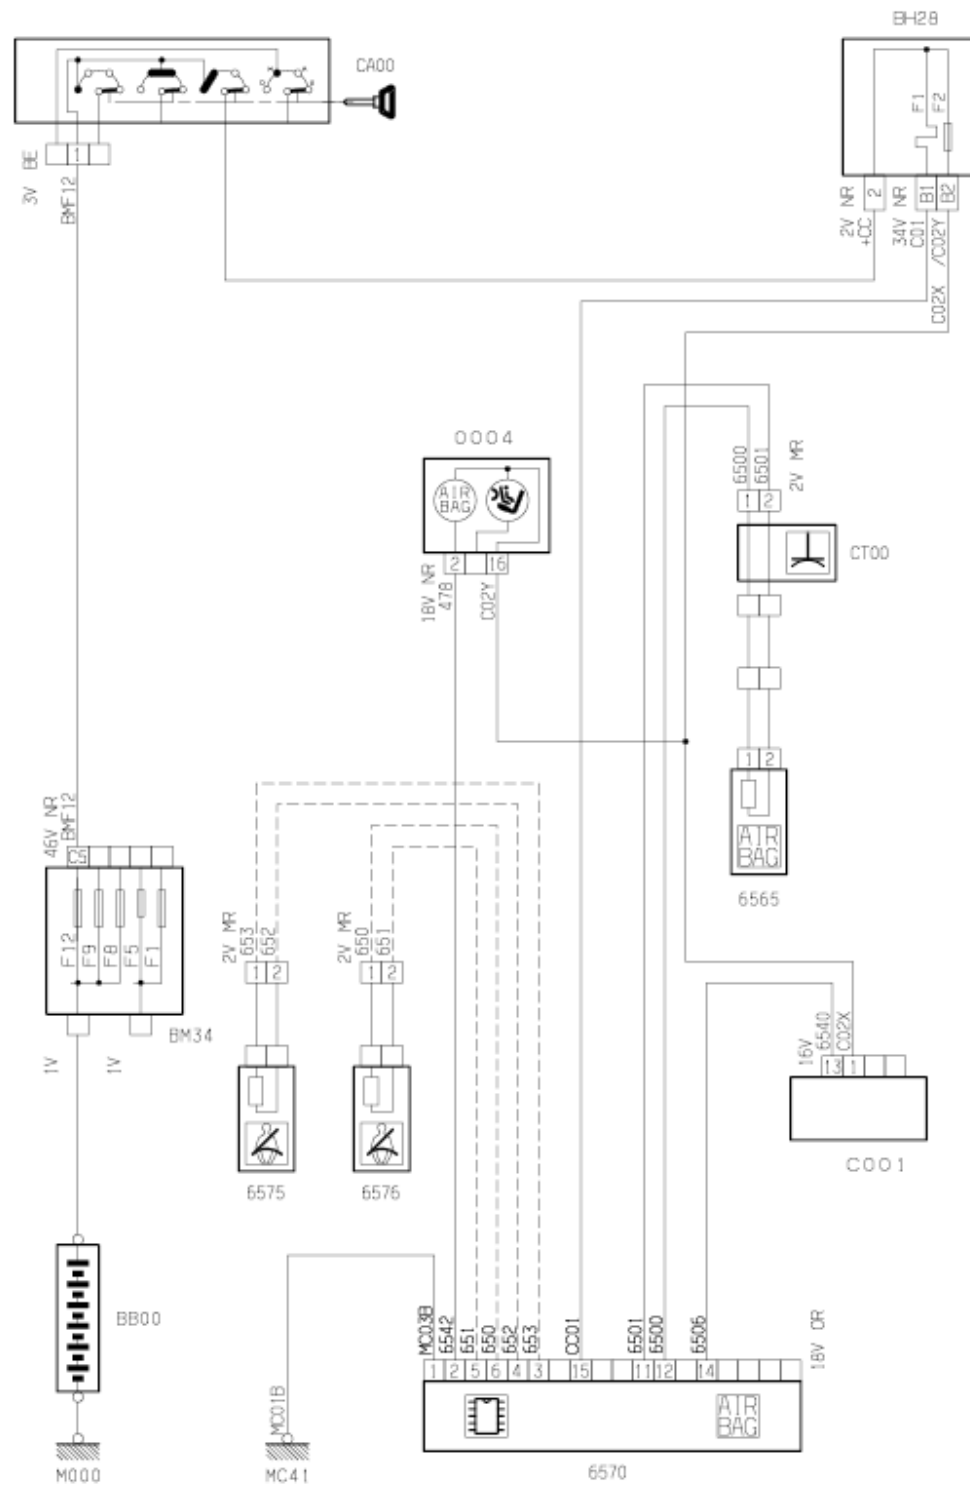 BH28
CA00
F1
F2
3V BE
1
BMF12
2V NR
+CC
2
34V NR
C01
B1
B2
C02X /C02Y
0004
AIR BAG
2
16
18V NR
478
C02Y
6500
6501
2V MR
1
2
CT00
1
2
AIR BAG
6565
46V NR
BMF12
C5
F12
F9
F8
F5
F1
BM34
1V
1V
2V MR
653
652
1
2
6575
2V MR
650
651
1
2
6576
16V
6540
C02X
13
1
C001
BB00
M000
MC01B
MC41
MC03B
6542
651
650
652
653
CC01
6501
6500
6506
18V OR
1
2
5
6
4
3
15
11
12
14
AIR BAG
6570